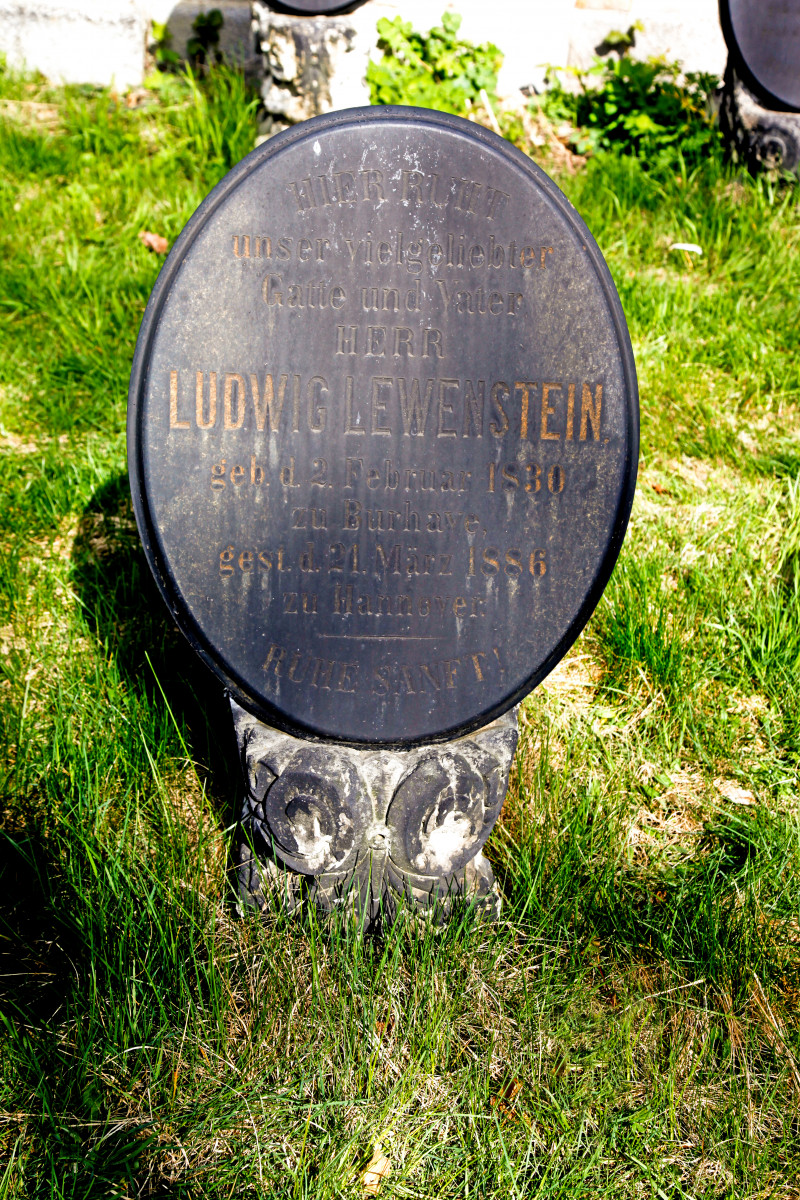 HIER RUHT
unser vielgeliebter
Gatte und Vater
HERR
LUDWIG LEWENSTEIN,
geb. d. 2. Februar 1830
zu Burhave,
gest. d. 21. März 1886
zu Hannover.
RUHE SANFT!